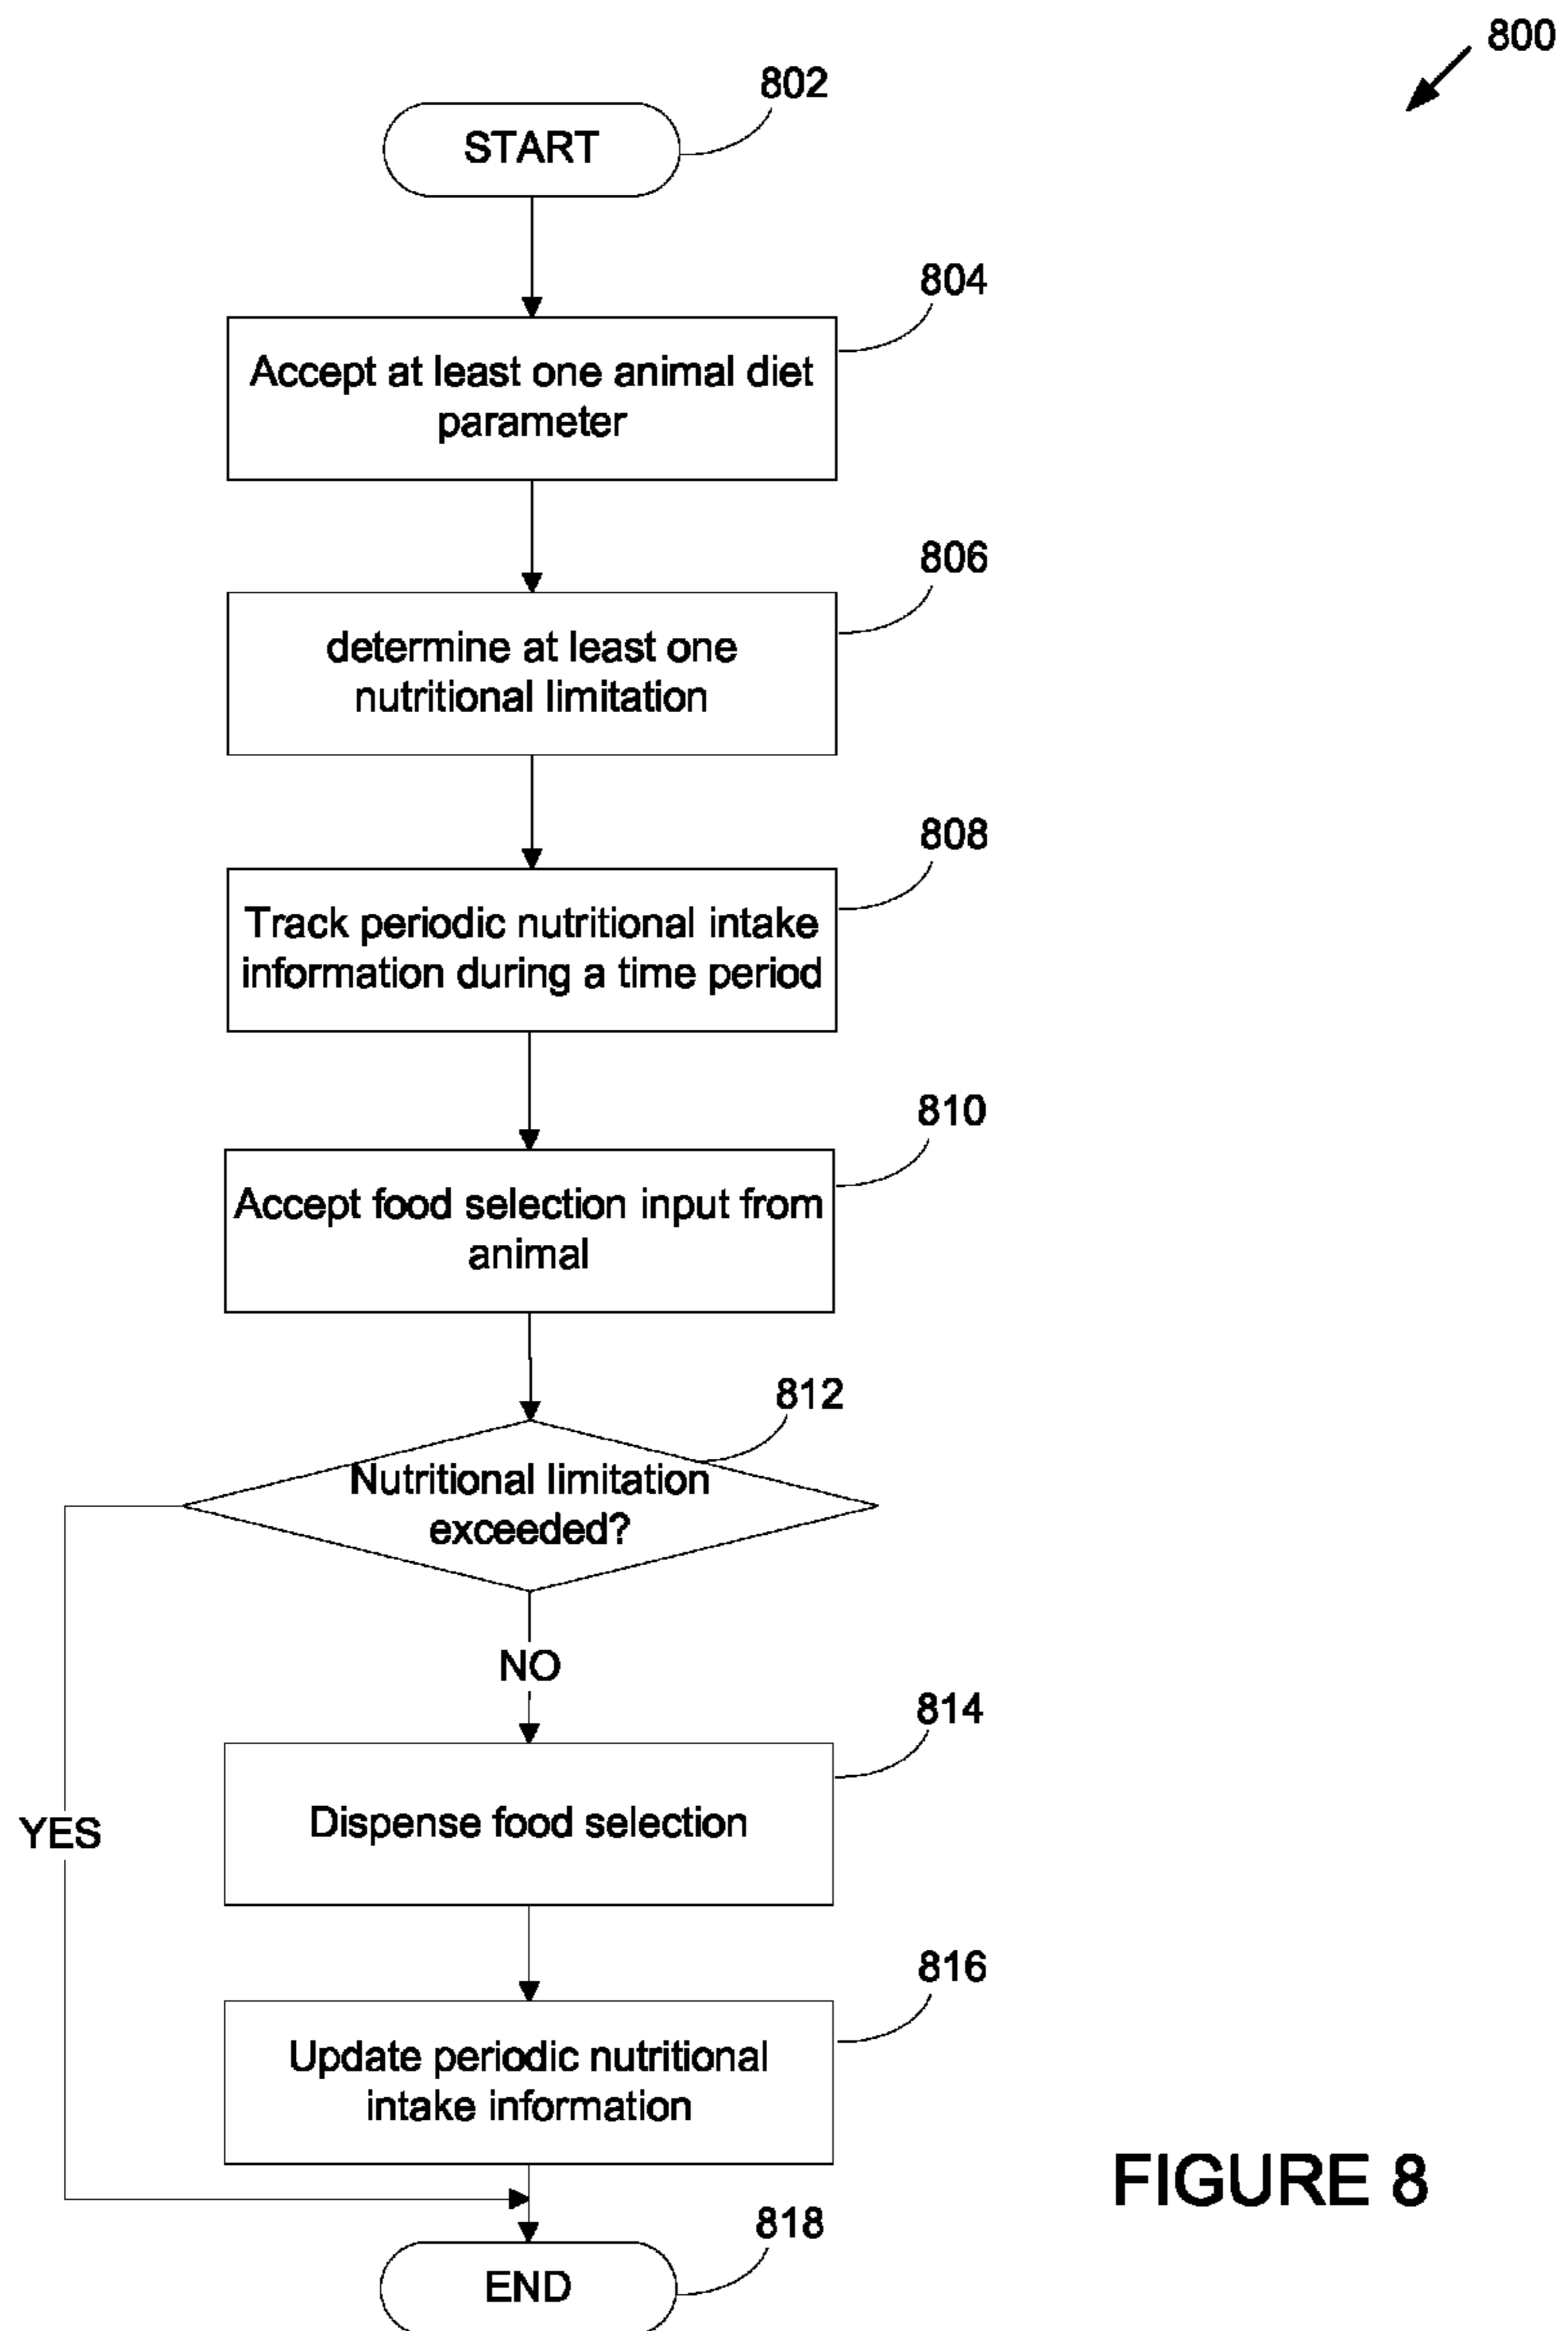 800
802
START
804
Accept at least one animal diet
parameter
806
determine at least one
nutritional limitation
808
Track periodic nutritional intake
information during a time period
810
Accept food selection input from
animal
812
Nutritional limitation
exceeded?
NO
814
Dispense food selection
YES
816
Update periodic nutritional
intake information
FIGURE 8
818
END